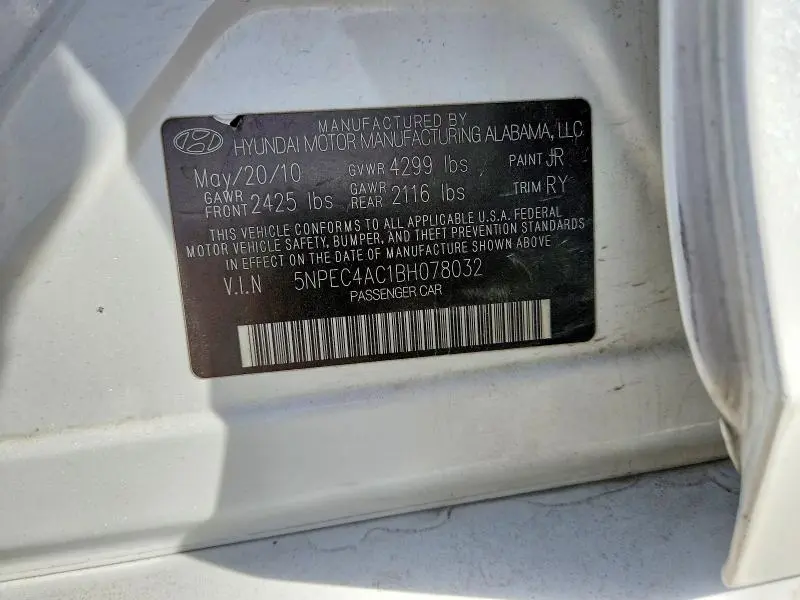 MANUFACTURED BY
HYUNDAI MOTOR MANUFACTURING ALABAMA, LLC
May/20/10 GVWR 4299 lbs PAINT JR
GAWR FRONT 2425 lbs GAWR REAR 2116 lbs TRIM RY
THIS VEHICLE CONFORMS TO ALL APPLICABLE U.S.A. FEDERAL
MOTOR VEHICLE SAFETY, BUMPER, AND THEFT PREVENTION STANDARDS
IN EFFECT ON THE DATE OF MANUFACTURE SHOWN ABOVE
V.I.N 5NPEC4AC1BH078032
PASSENGER CAR